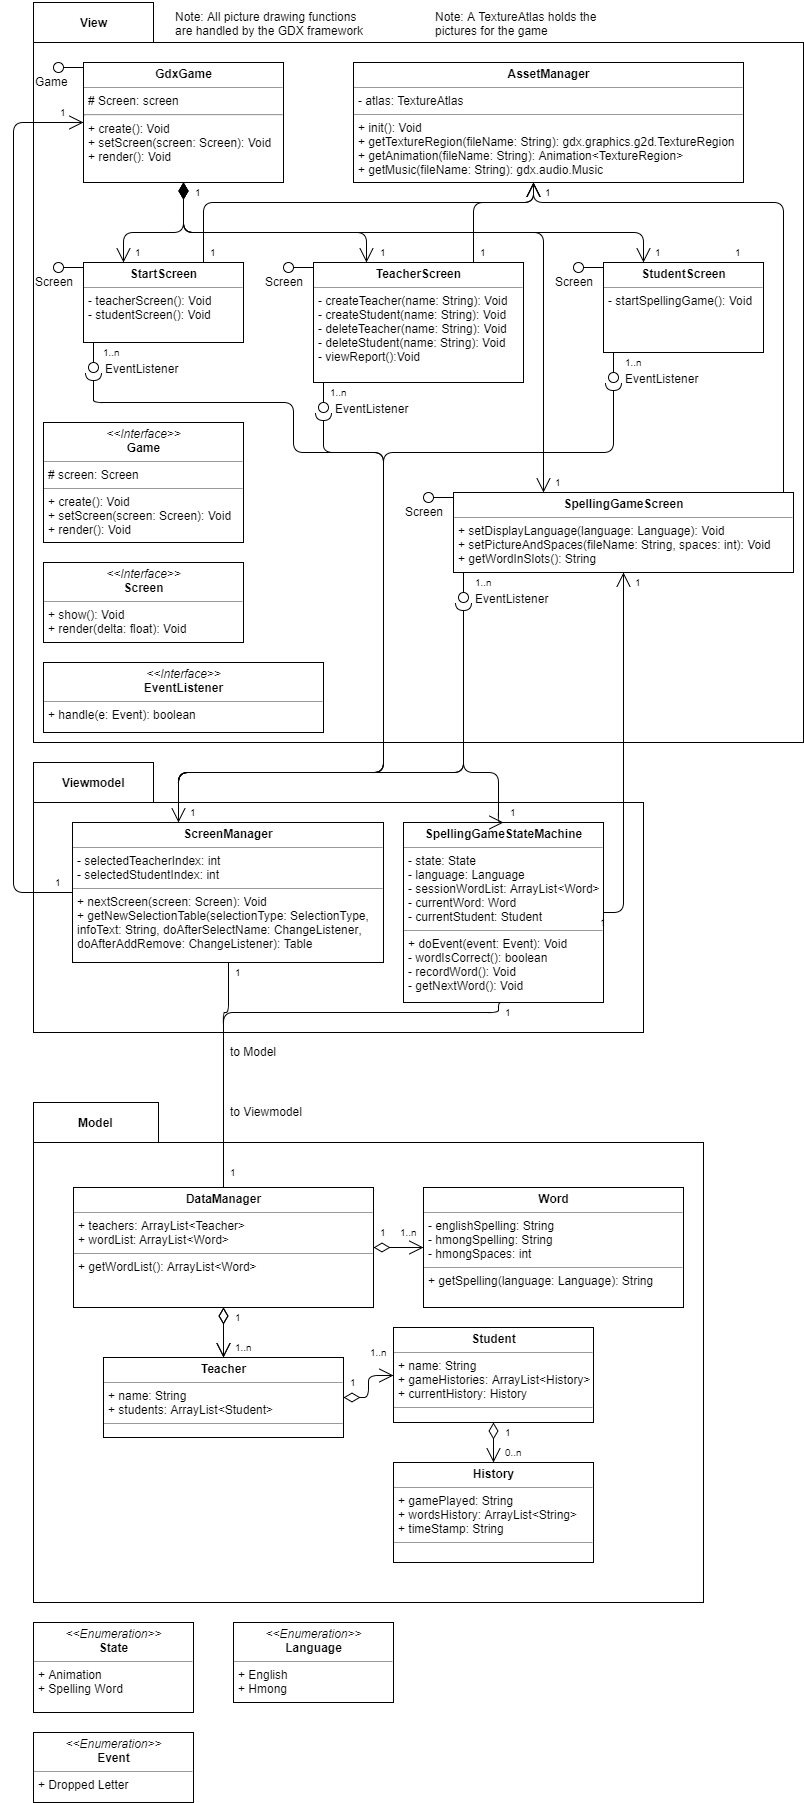 View
Note: All picture drawing functions
are handled by the GDX framework
Note: A TextureAtlas holds the
pictures for the game
Game
GdxGame
# Screen: screen
+ create(): Void
+ setScreen(screen: Screen): Void
+ render(): Void
1
1
AssetManager
- atlas: TextureAtlas
+ init(): Void
+ getTextureRegion(fileName: String): gdx.graphics.g2d.TextureRegion
+ getAnimation(fileName: String): Animation<TextureRegion>
+ getMusic(fileName: String): gdx.audio.Music
1
1
1
1
1
1
1
Screen
StartScreen
- teacherScreen(): Void
- studentScreen(): Void
1..n
EventListener
Screen
TeacherScreen
- createTeacher(name: String): Void
- createStudent(name: String): Void
- deleteTeacher(name: String): Void
- deleteStudent(name: String): Void
- viewReport():Void
1..n
EventListener
Screen
StudentScreen
- startSpellingGame(): Void
1..n
EventListener
<<Interface>>
Game
# screen: Screen
+ create(): Void
+ setScreen(screen: Screen): Void
+ render(): Void
1
Screen
SpellingGameScreen
+ setDisplayLanguage(language: Language): Void
+ setPictureAndSpaces(fileName: String, spaces: int): Void
+ getWordInSlots(): String
1..n
EventListener
1
<<Interface>>
Screen
+ show(): Void
+ render(delta: float): Void
<<Interface>>
EventListener
+ handle(e: Event): boolean
Viewmodel
1
1
1
ScreenManager
- selectedTeacherIndex: int
- selectedStudentIndex: int
+ nextScreen(screen: Screen): Void
+ getNewSelectionTable(selectionType: SelectionType,
infoText: String, doAfterSelectName: ChangeListener,
doAfterAddRemove: ChangeListener): Table
1
SpellingGameStateMachine
- state: State
- language: Language
- sessionWordList: ArrayList<Word>
- currentWord: Word
- currentStudent: Student
+ doEvent(event: Event): Void
- wordIsCorrect(): boolean
- recordWord(): Void
- getNextWord(): Void
1
1
to Model
to Viewmodel
Model
1
DataManager
+ teachers: ArrayList<Teacher>
+ wordList: ArrayList<Word>
+ getWordList(): ArrayList<Word>
1
1..n
Word
- englishSpelling: String
- hmongSpelling: String
- hmongSpaces: int
+ getSpelling(language: Language): String
1
1..n
Teacher
+ name: String
+ students: ArrayList<Student>
1
1..n
Student
+ name: String
+ gameHistories: ArrayList<History>
+ currentHistory: History
1
0..n
History
+ gamePlayed: String
+ wordsHistory: ArrayList<String>
+ timeStamp: String
<<Enumeration>>
State
+ Animation
+ Spelling Word
<<Enumeration>>
Language
+ English
+ Hmong
<<Enumeration>>
Event
+ Dropped Letter